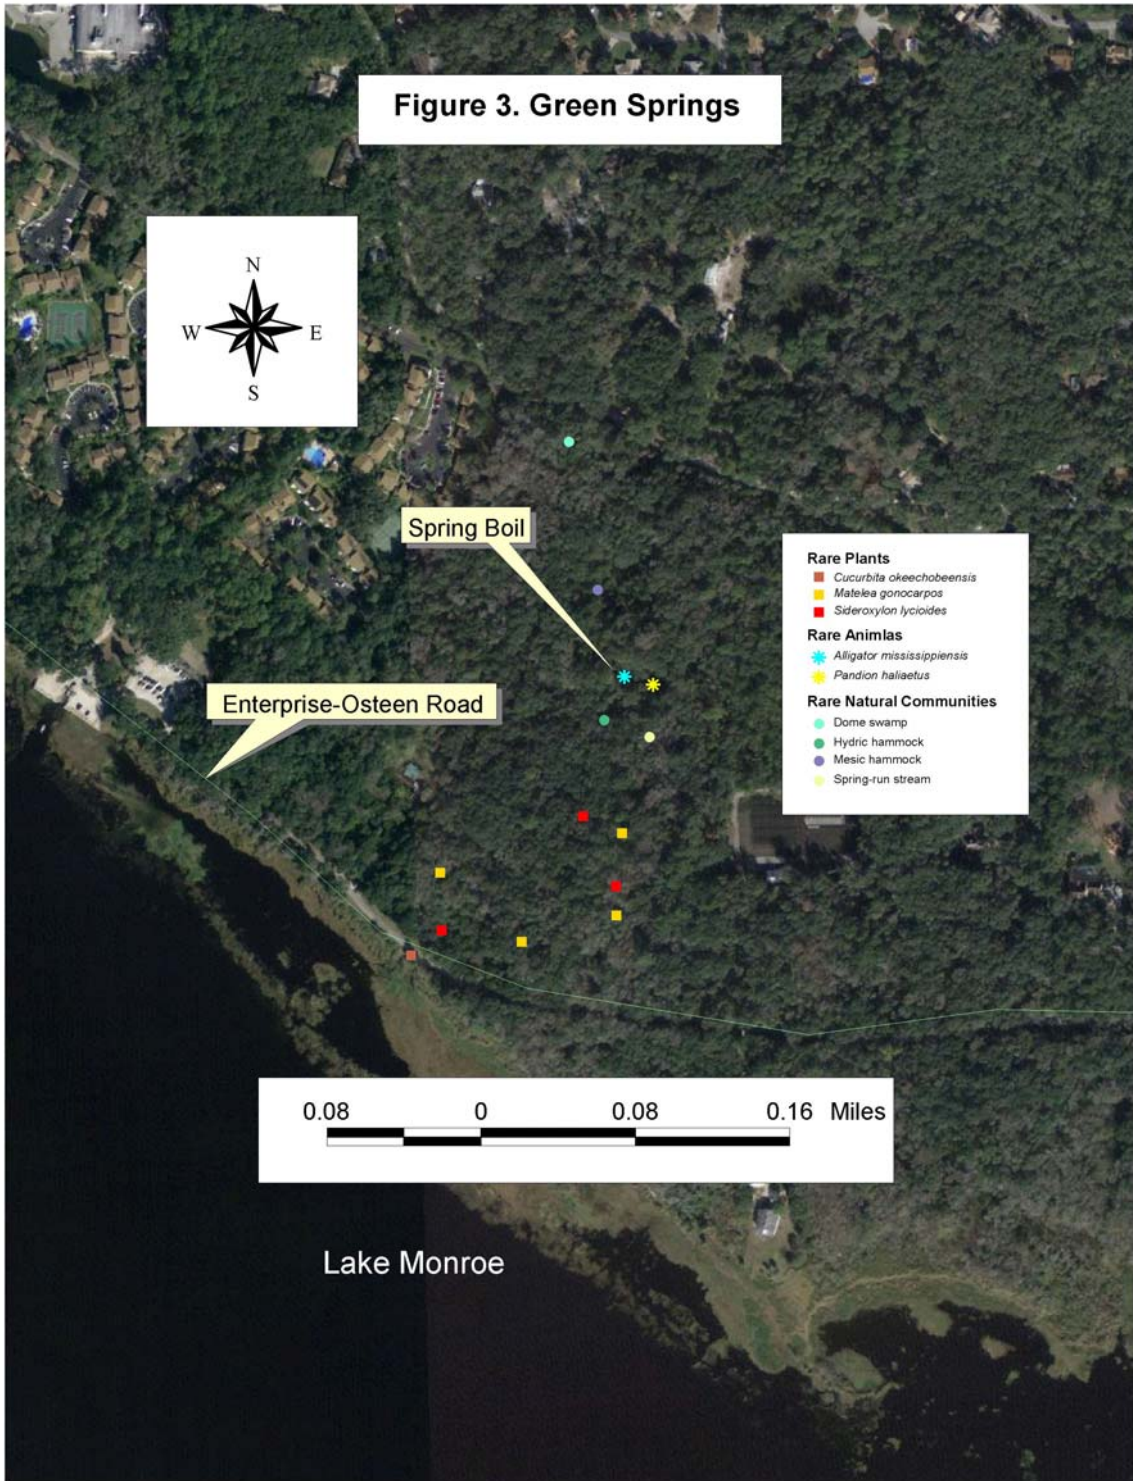 Figure 3. Green Springs
N
W E
S
Spring Boil
Enterprise-Osteen Road
Rare Plants
Cucurbita okeechobeensis
Matelea gonocarpos
Sideroxylon lycioides
Rare Animlas
Alligator mississippiensis
Pandion haliaetus
Rare Natural Communities
Dome swamp
Hydric hammock
Mesic hammock
Spring-run stream
0.08 0 0.08 0.16 Miles
Lake Monroe